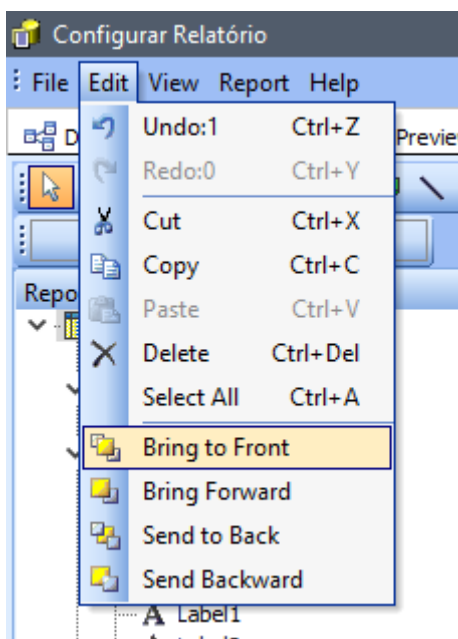 Configurar Relatório
File Edit View Report Help
Undo:1 Ctrl+Z
Redo:0 Ctrl+Y
Cut Ctrl+X
Copy Ctrl+C
Paste Ctrl+V
Delete Ctrl+Del
Select All Ctrl+A
Bring to Front
Bring Forward
Send to Back
Send Backward
Label1